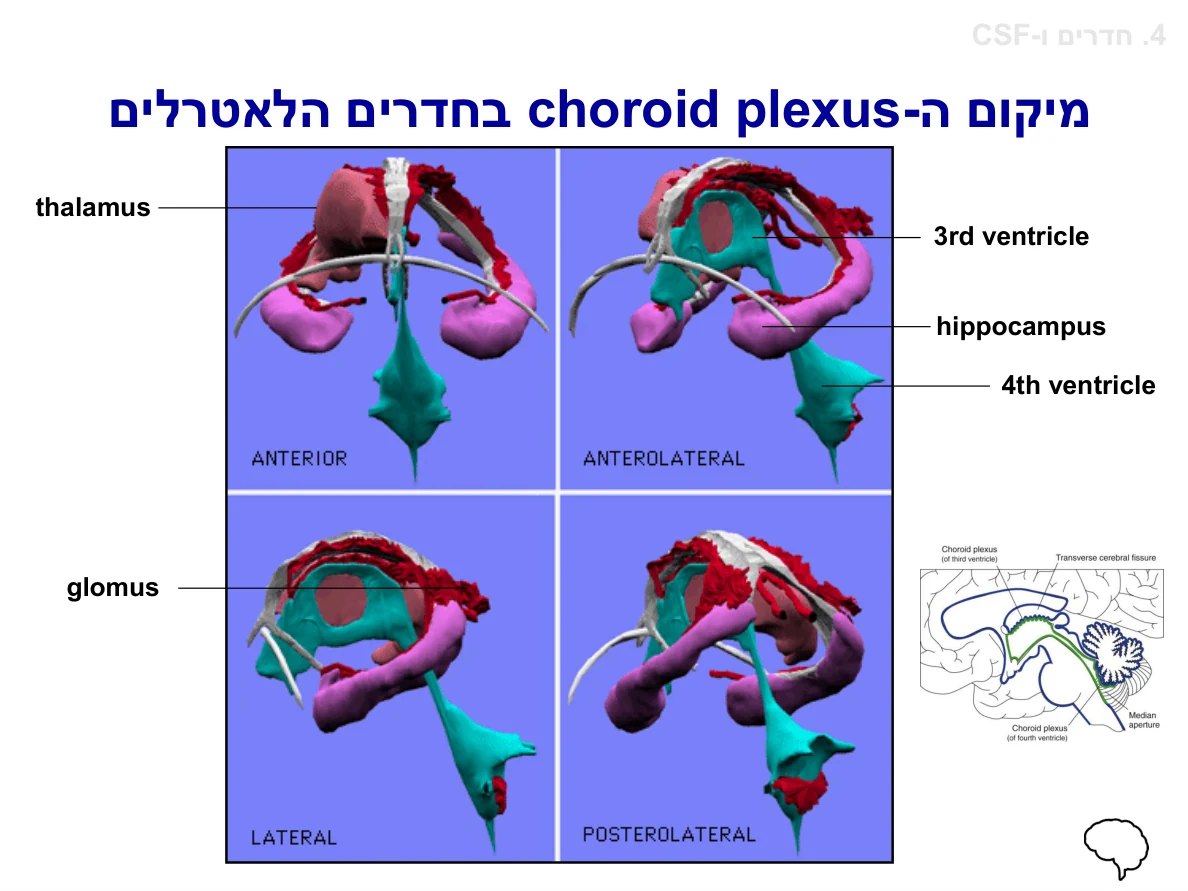 4. חדרים ו-CSF
מיקום ה-choroid plexus בחדרים הלאטרלים
thalamus
3rd ventricle
hippocampus
4th ventricle
ANTERIOR
ANTEROLATERAL
glomus
LATERAL
POSTEROLATERAL
Choroid plexus
(of third ventricle)
Transverse cerebral fissure
Median
aperture
Choroid plexus
(of fourth ventricle)